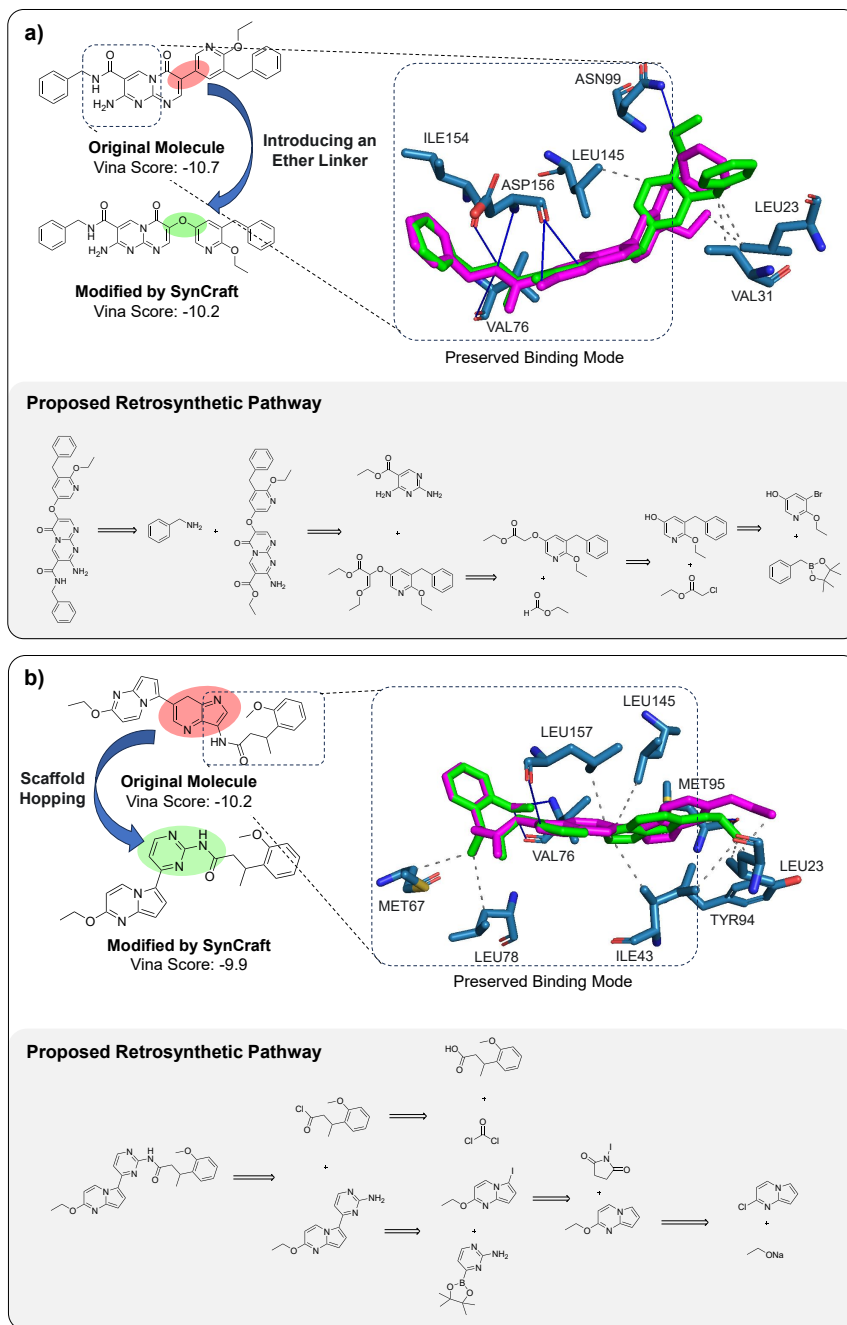 a)
Original Molecule
Vina Score: -10.7
Introducing an
Ether Linker
Modified by SynCraft
Vina Score: -10.2
ASN99
ILE154
LEU145
ASP156
LEU23
VAL31
VAL76
Preserved Binding Mode
Proposed Retrosynthetic Pathway
b)
Scaffold
Hopping
Original Molecule
Vina Score: -10.2
Modified by SynCraft
Vina Score: -9.9
LEU145
LEU157
MET95
VAL76
LEU23
MET67
TYR94
LEU78
ILE43
Preserved Binding Mode
Proposed Retrosynthetic Pathway